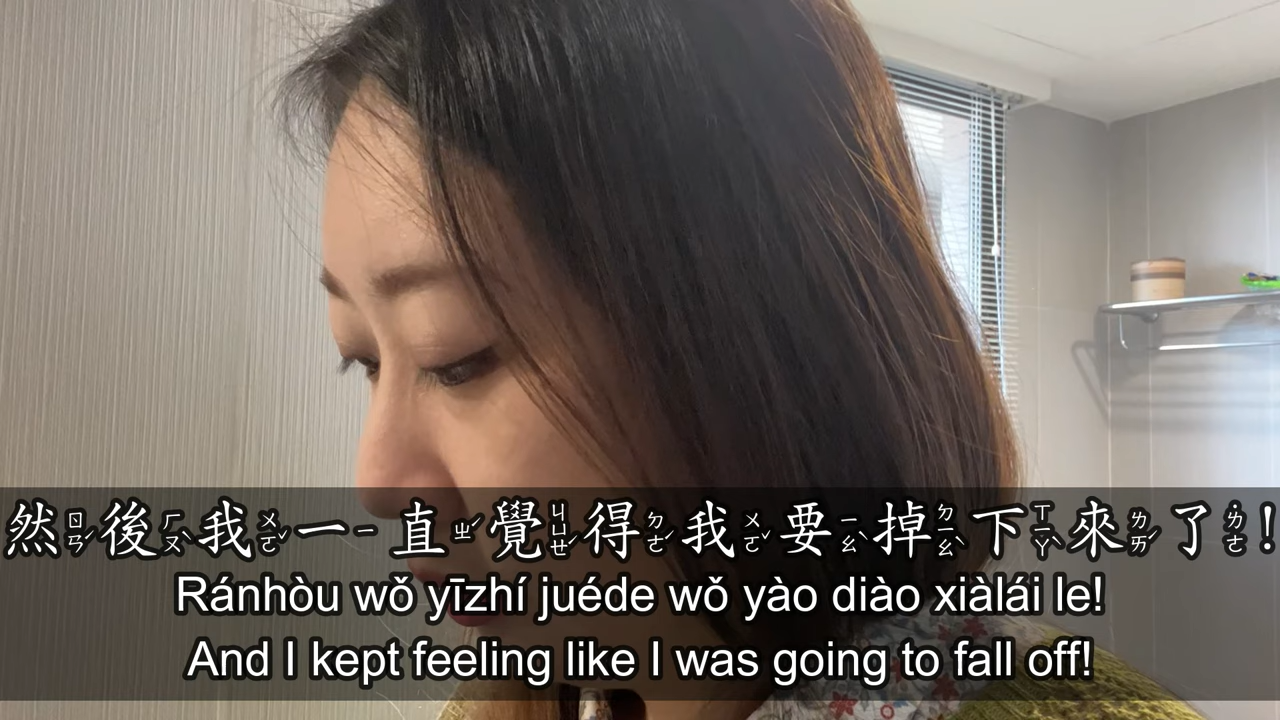 然後我一直覺得我要掉下來了!
Ránhòu wǒ yīzhí juéde wǒ yào diào xiàlái le!
And I kept feeling like I was going to fall off!